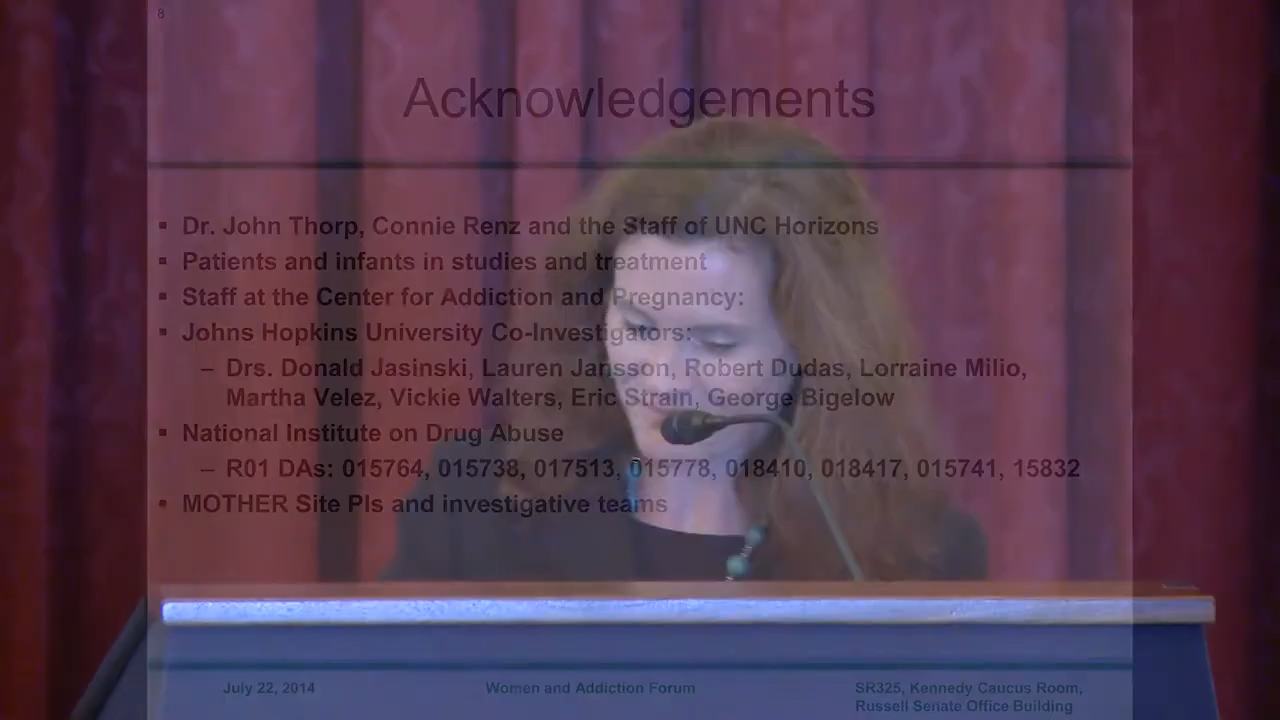 8
Acknowledgements
▪ Dr. John Thorp, Connie Renz and the Staff of UNC Horizons
▪ Patients and infants in studies and treatment
▪ Staff at the Center for Addiction and Pregnancy:
▪ Johns Hopkins University Co-Investigators:
– Drs. Donald Jasinski, Lauren Jansson, Robert Dudas, Lorraine Milio,
Martha Velez, Vickie Walters, Eric Strain, George Bigelow
▪ National Institute on Drug Abuse
– R01 DAs: 015764, 015738, 017513, 015778, 018410, 018417, 015741, 15832
▪ MOTHER Site PIs and investigative teams
July 22, 2014
Women and Addiction Forum
SR325, Kennedy Caucus Room,
Russell Senate Office Building